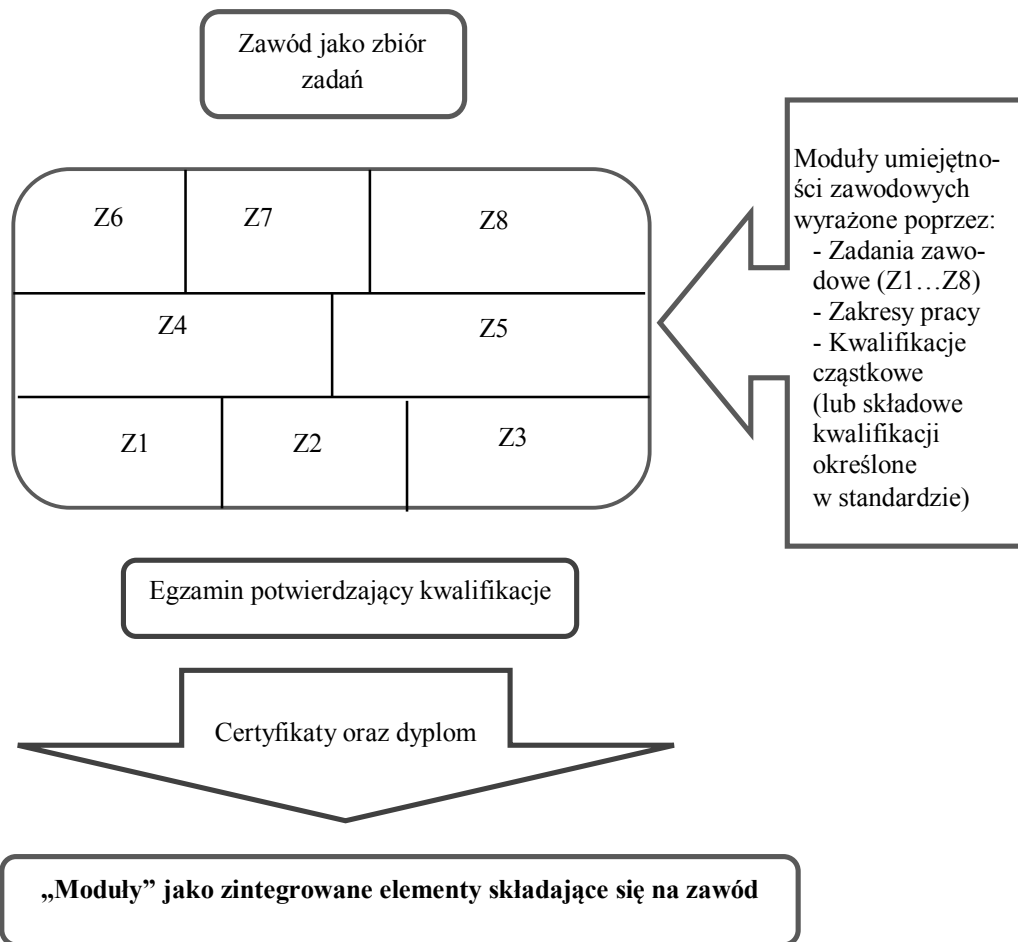 Zawód jako zbiór
zadań
Z6 Z7 Z8
Z4 Z5
Z1 Z2 Z3
Moduły umiejętno-
ści zawodowych
wyrażone poprzez:
- Zadania zawo-
dowe (Z1…Z8)
- Zakresy pracy
- Kwalifikacje
cząstkowe
(lub składowe
kwalifikacji
określone
w standardzie)
Egzamin potwierdzający kwalifikacje
Certyfikaty oraz dyplom
„Moduły” jako zintegrowane elementy składające się na zawód